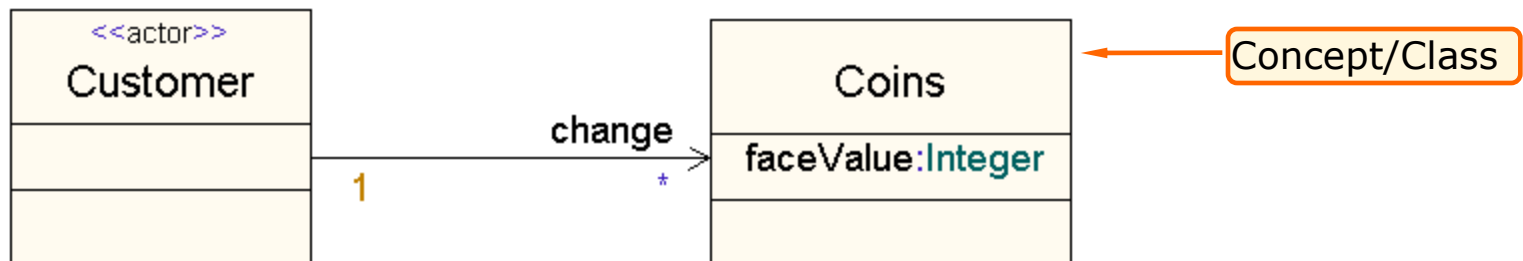 <<actor>>
Customer
change
1
*
Coins
faceValue:Integer
Concept/Class